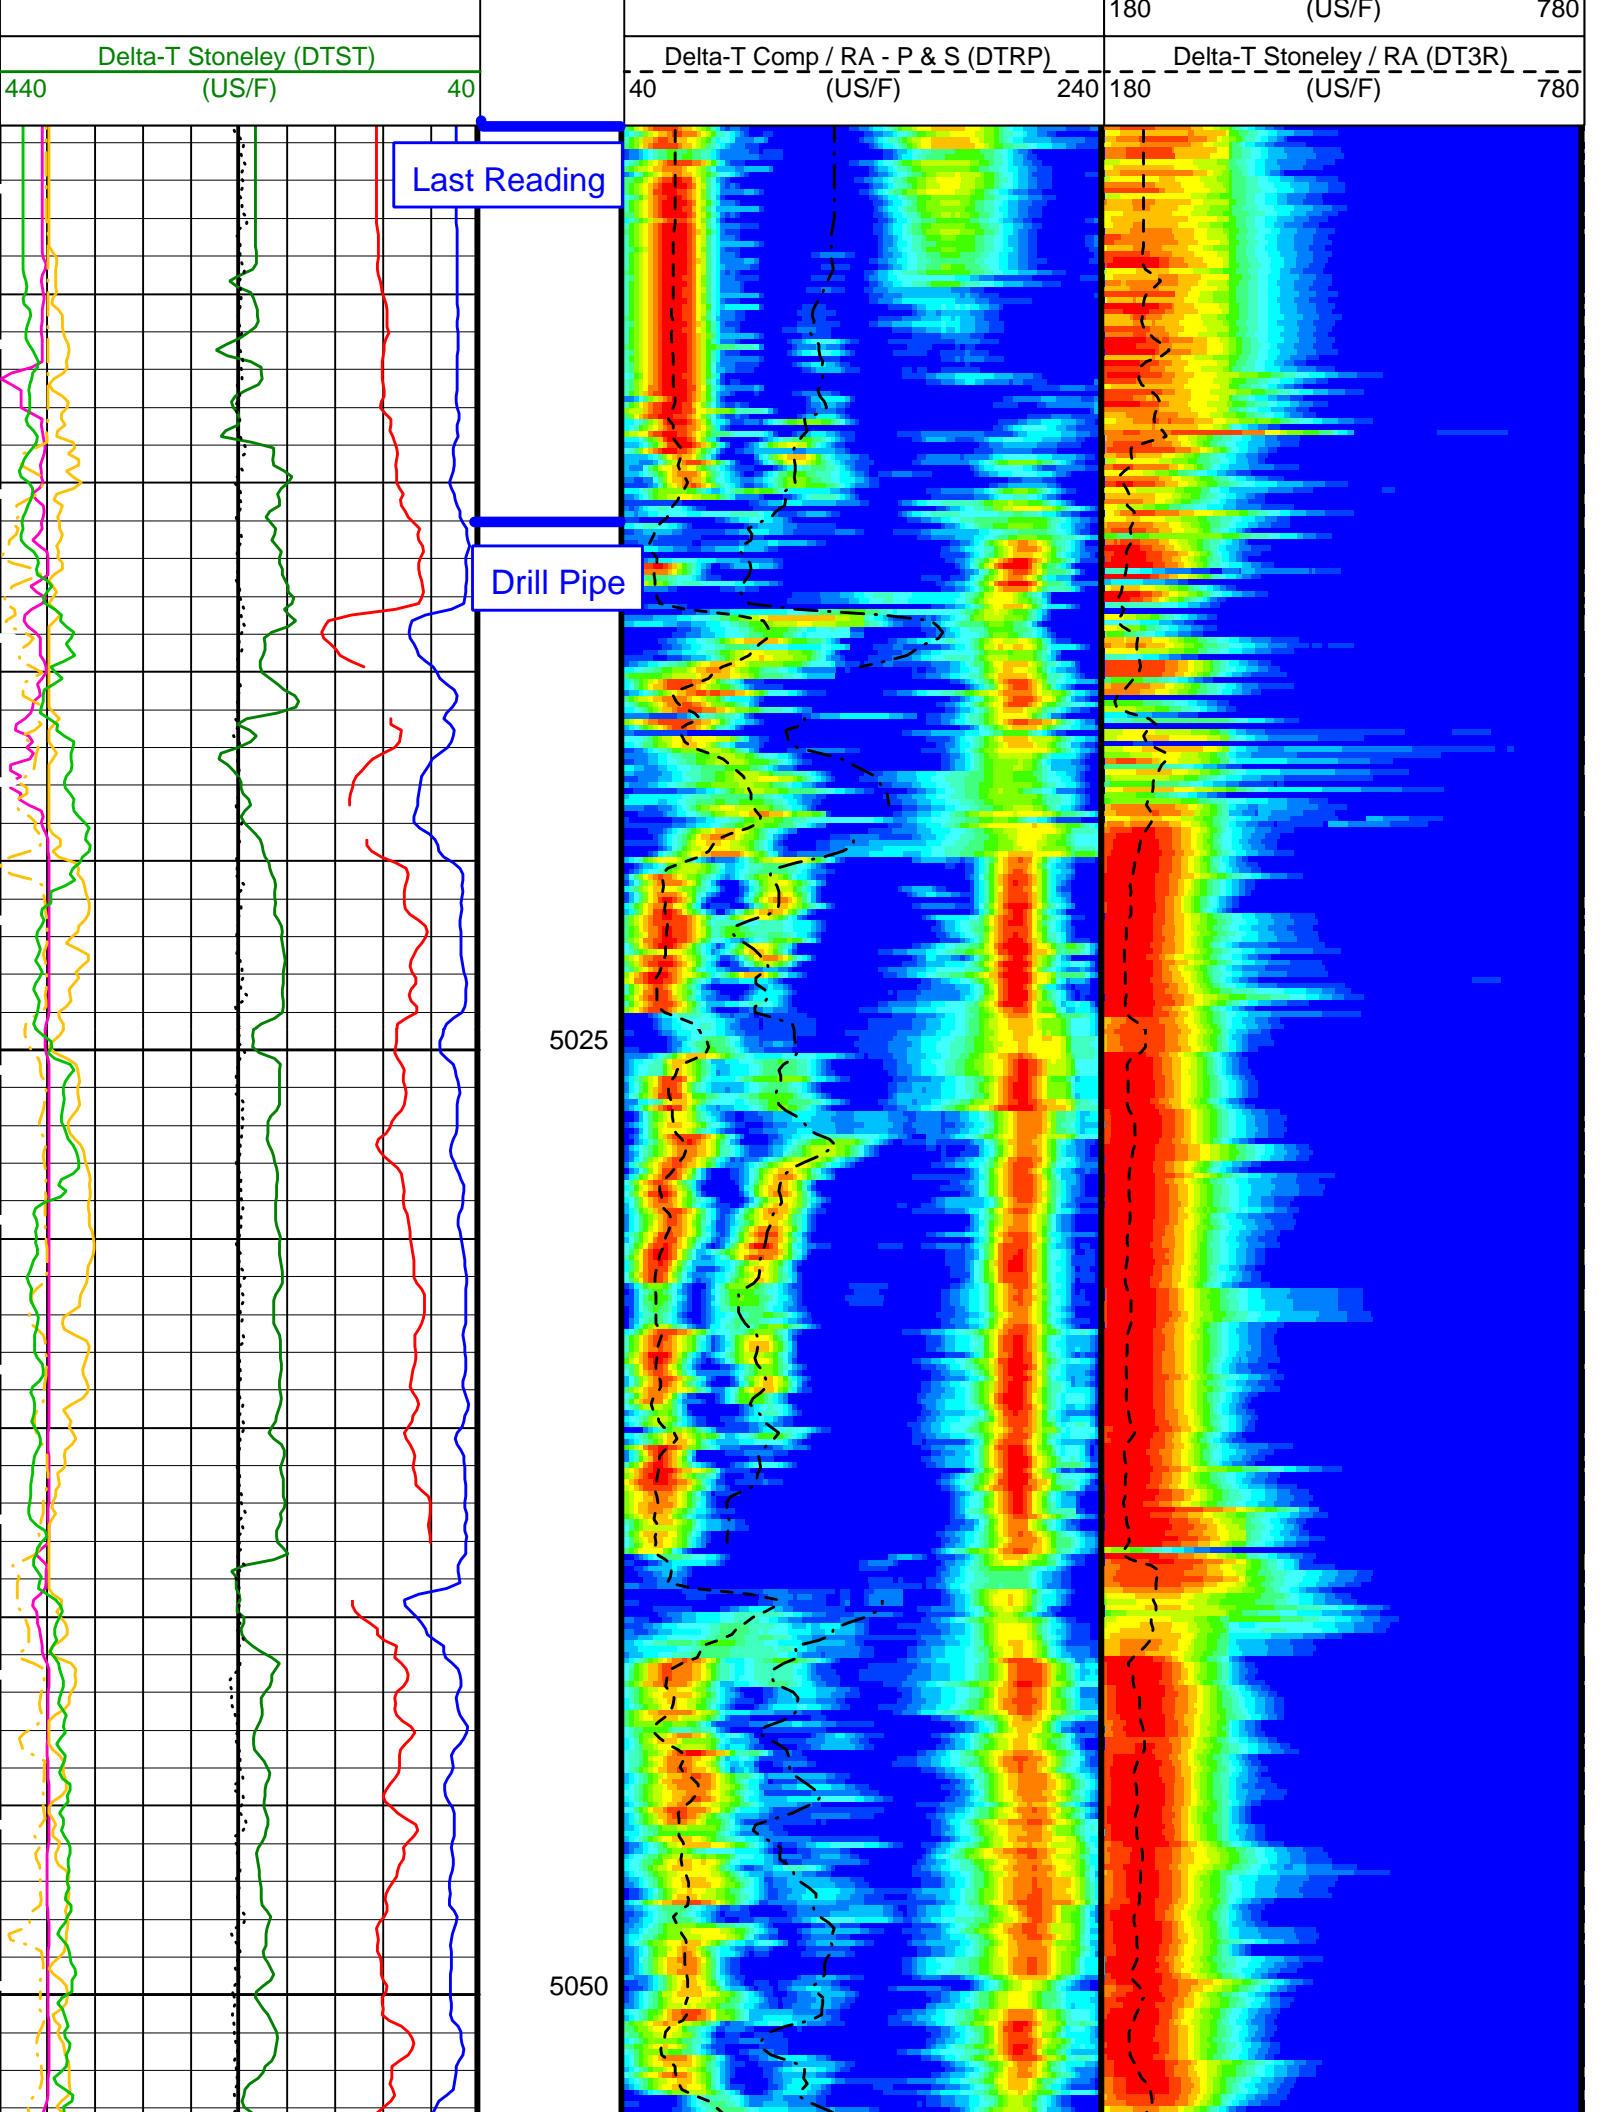 180 (US/F) 780
Delta-T Stoneley (DTST) Delta-T Comp / RA - P & S (DTRP) Delta-T Stoneley / RA (DT3R)
440 (US/F) 40 40 (US/F) 240 180 (US/F) 780
Last Reading
Drill Pipe
5025
5050